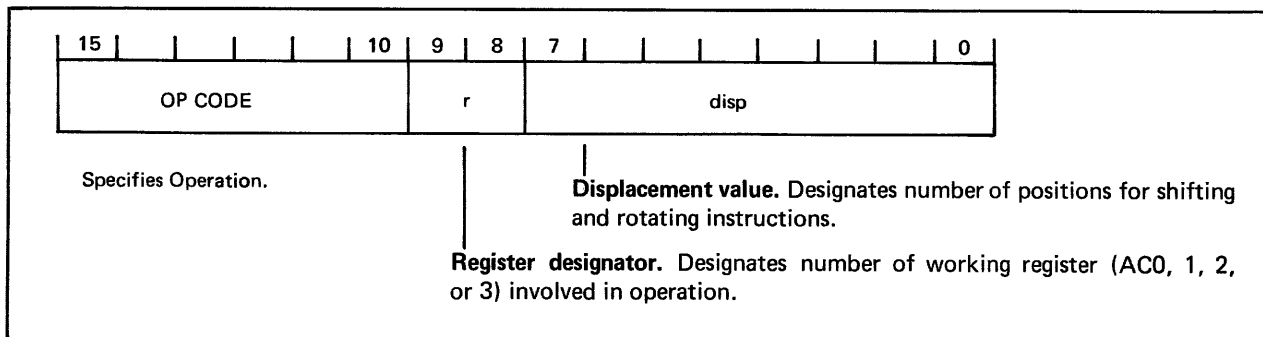 15 10 9 8 7 0
OP CODE r disp
Specifies Operation.
Displacement value. Designates number of positions for shifting
and rotating instructions.
Register designator. Designates number of working register (AC0, 1, 2,
or 3) involved in operation.